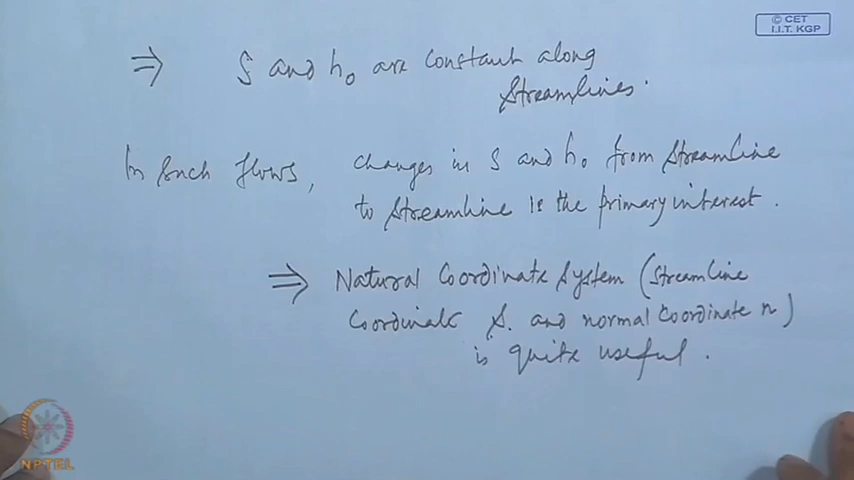 © CET
I.I.T. KGP
⇒ S and h₀ are constant along
Streamlines.
In Such flows, changes in S and h₀ from Streamline
to Streamline is the primary interest.
⇒ Natural Coordinate System (Streamline
Coordinate s. and normal Coordinate n)
is quite useful.
NPTEL